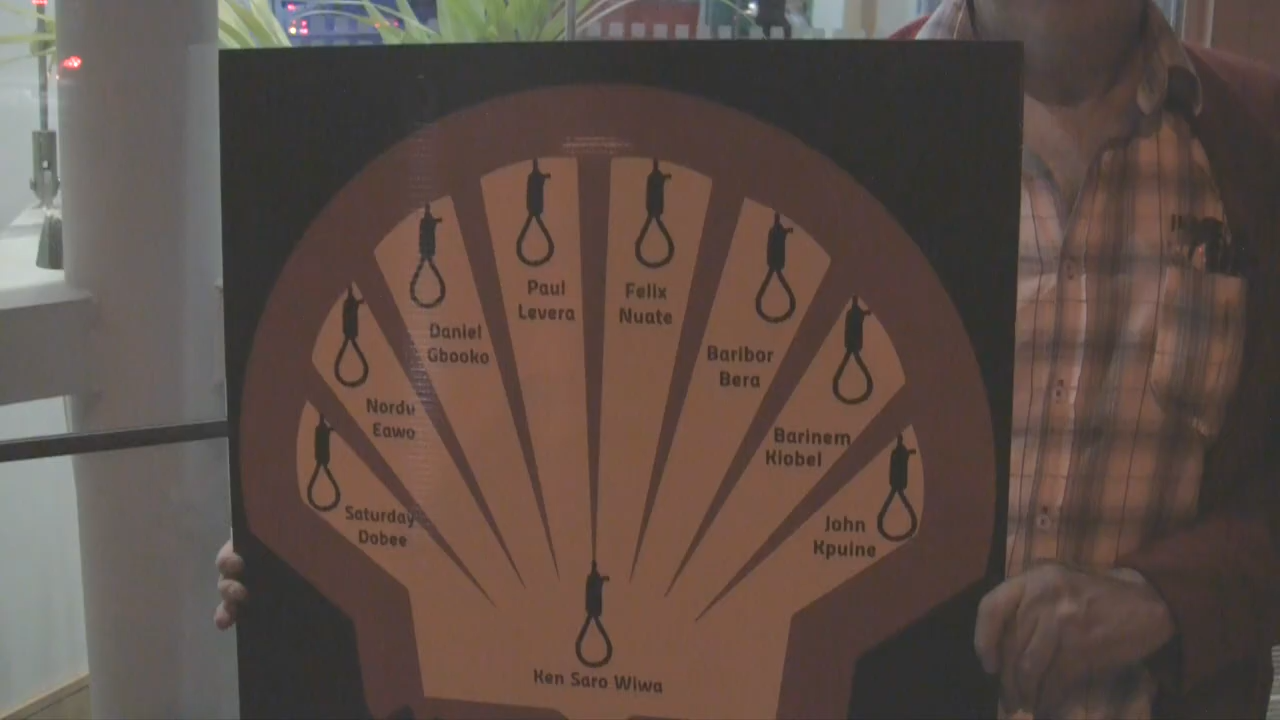 Paul
Levera
Felix
Nuate
Daniel
Gbooko
Baribor
Bera
Nordu
Eawo
Barinem
Kiobel
Saturday
Dobee
John
Kpuine
Ken Saro Wiwa